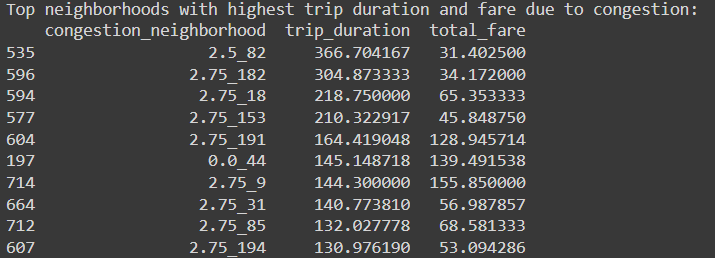 Top neighborhoods with highest trip duration and fare due to congestion:
congestion_neighborhood trip_duration total_fare
535 2.5_82 366.704167 31.402500
596 2.75_182 304.873333 34.172000
594 2.75_18 218.750000 65.353333
577 2.75_153 210.322917 45.848750
604 2.75_191 164.419048 128.945714
197 0.0_44 145.148718 139.491538
714 2.75_9 144.300000 155.850000
664 2.75_31 140.773810 56.987857
712 2.75_85 132.027778 68.581333
607 2.75_194 130.976190 53.094286